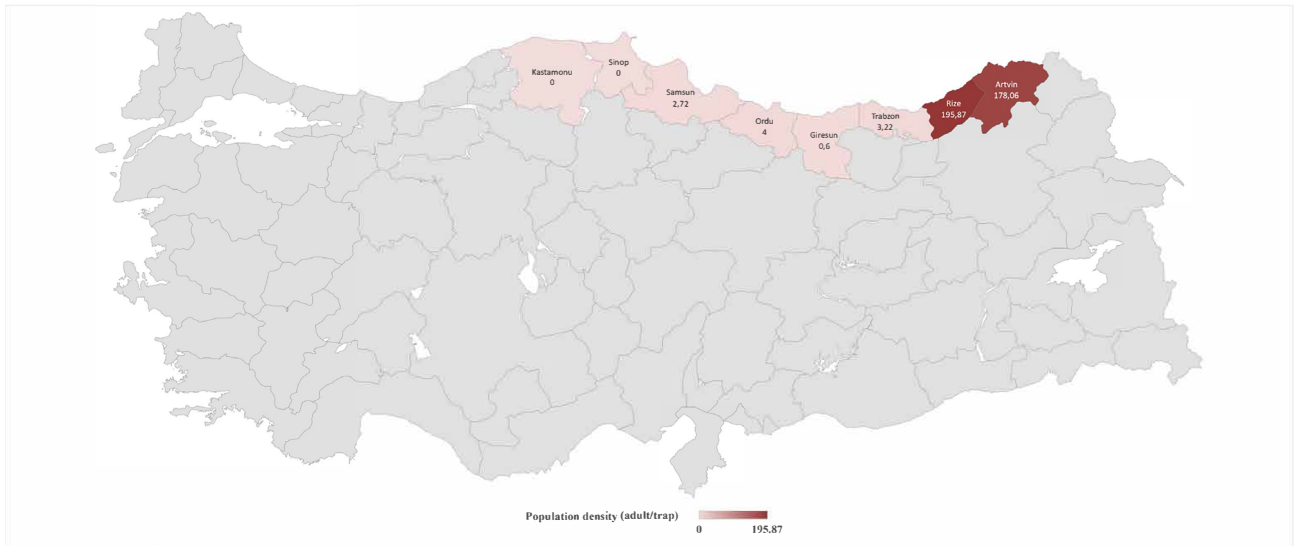 Kastamonu
0
Sinop
0
Samsun
2,72
Ordu
4
Giresun
0,6
Trabzon
3,22
Rize
195,87
Artvin
178,06
Population density (adult/trap)
0 195.87